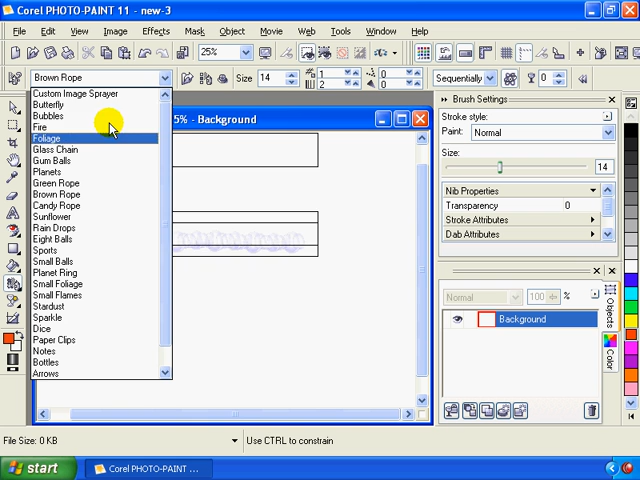 Corel PHOTO-PAINT 11 - new-3
File Edit View Image Effects Mask Object Movie Web Tools Window Help
25%
Brown Rope
Size 14 1 2 4 0 Sequentially 0
Custom Image Sprayer
Butterfly
Bubbles
Fire
Foliage
Glass Chain
Gum Balls
Planets
Green Rope
Brown Rope
Candy Rope
Sunflower
Rain Drops
Eight Balls
Sports
Small Balls
Planet Ring
Small Foliage
Small Flames
Stardust
Sparkle
Dice
Paper Clips
Notes
Bottles
Arrows
5% - Background
Brush Settings
Stroke style:
Paint: Normal
Size:
14
Nib Properties
Transparency 0
Stroke Attributes
Dab Attributes
Normal 100 %
Background
Objects
Color
File Size: 0 KB
Use CTRL to constrain
start
Corel PHOTO-PAINT ...